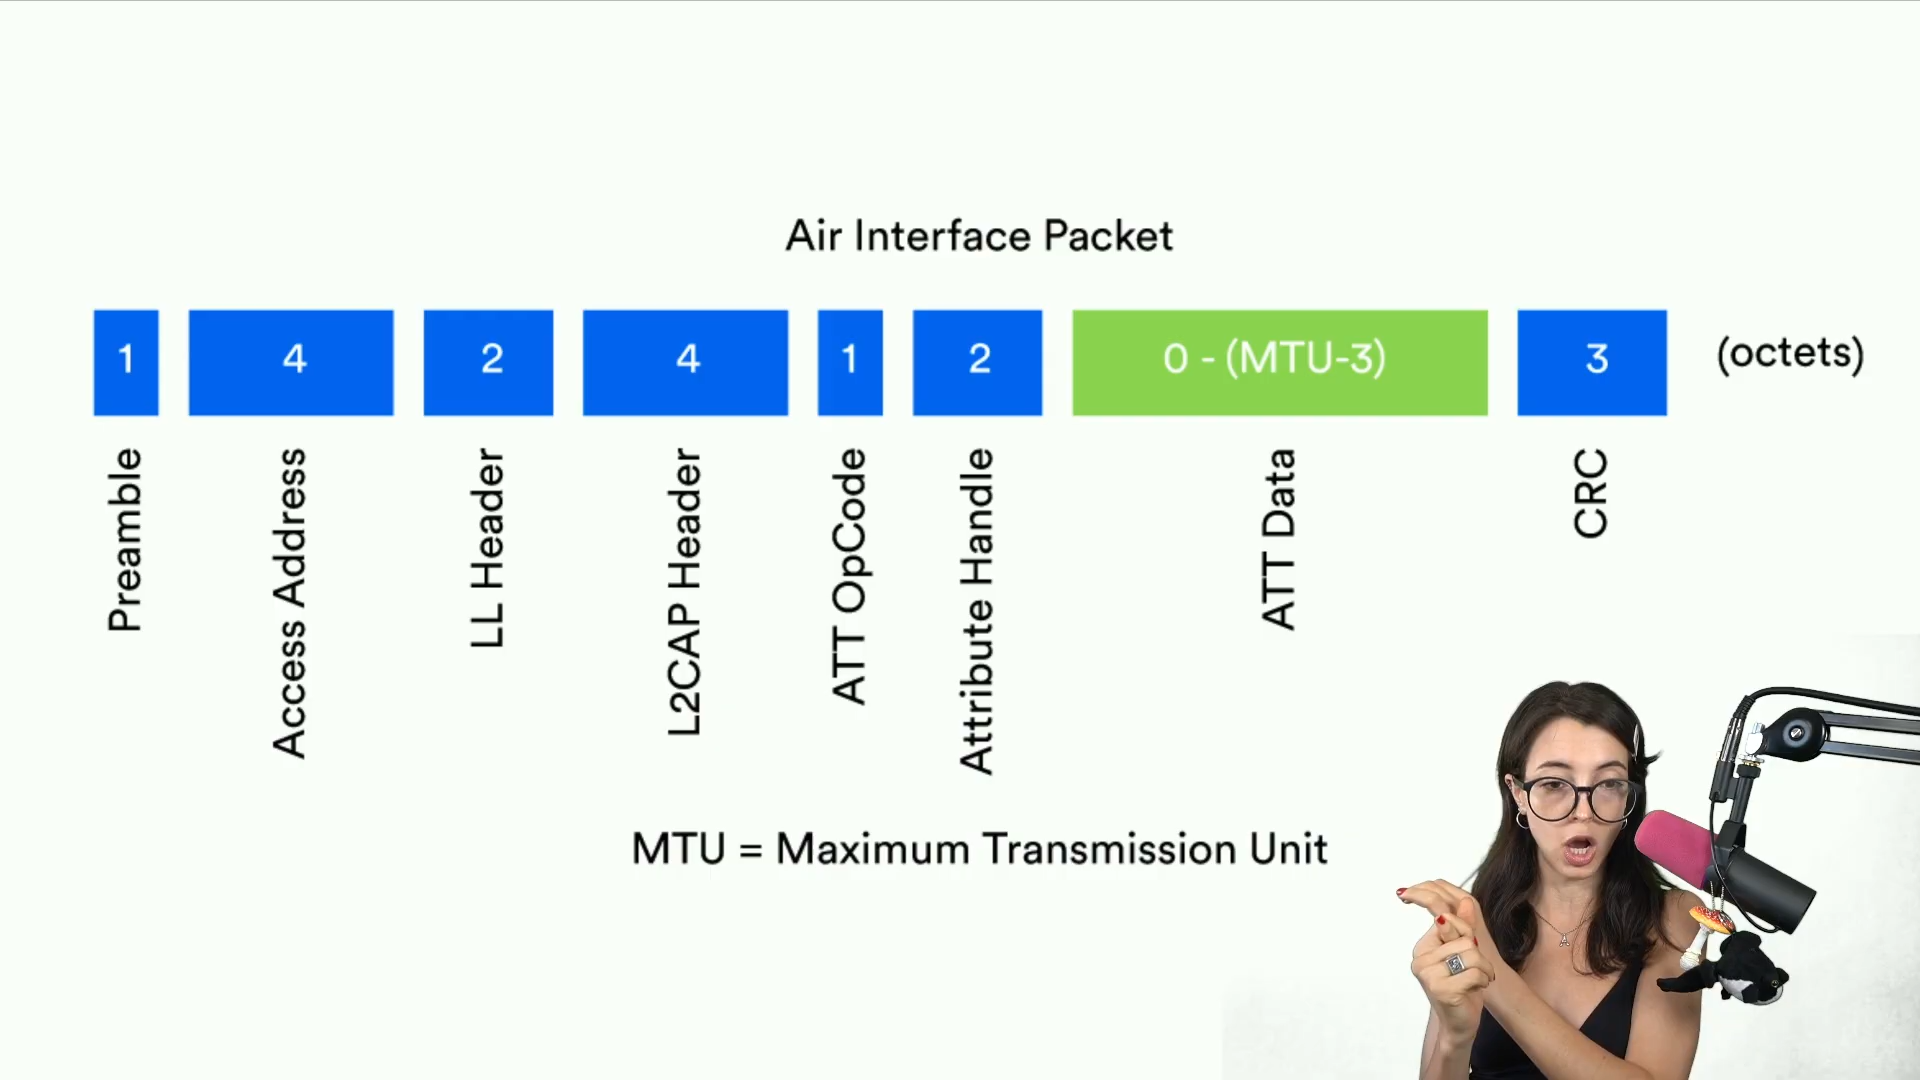 Air Interface Packet
1 4 2 4 1 2 0 - (MTU-3) 3 (octets)
Preamble
Access Address
LL Header
L2CAP Header
ATT OpCode
Attribute Handle
ATT Data
CRC
MTU = Maximum Transmission Unit